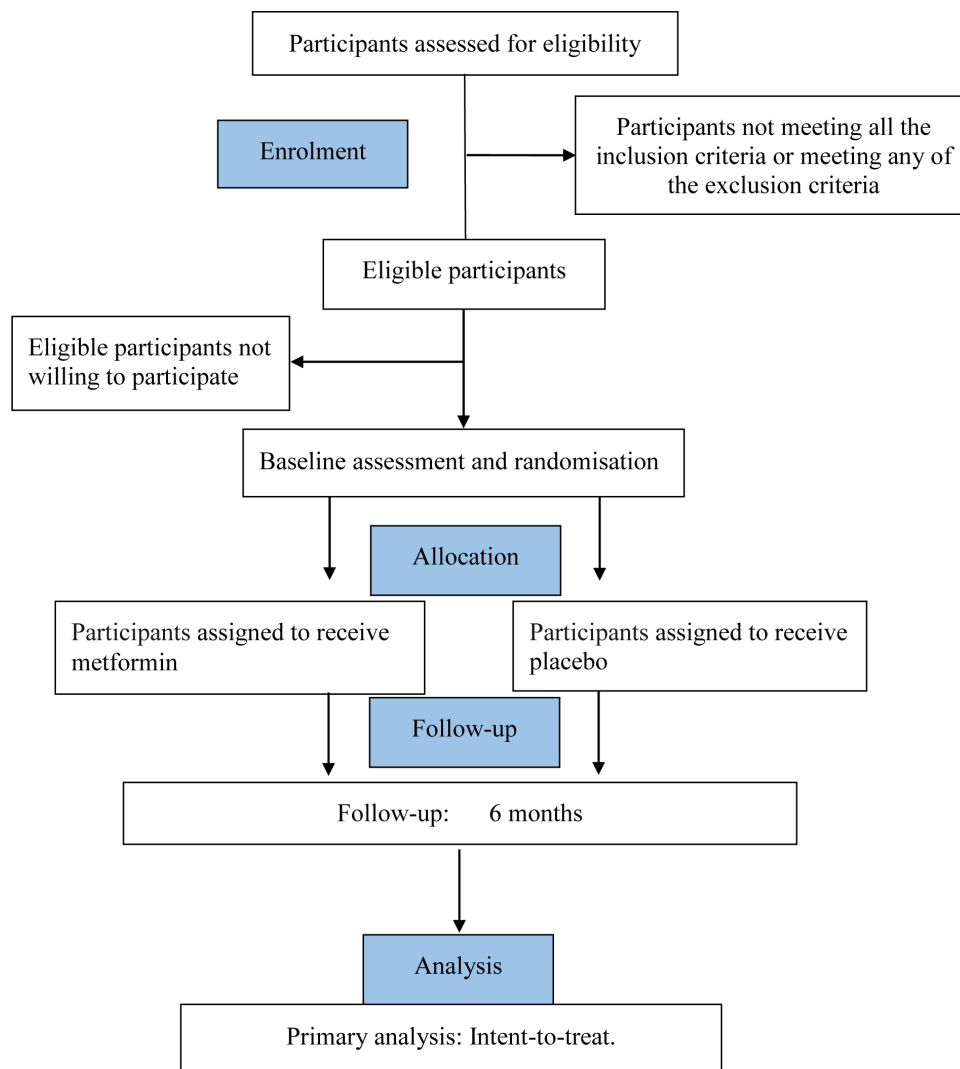 Participants assessed for eligibility
Enrolment
Participants not meeting all the
inclusion criteria or meeting any of
the exclusion criteria
Eligible participants
Eligible participants not
willing to participate
Baseline assessment and randomisation
Allocation
Participants assigned to receive
metformin
Participants assigned to receive
placebo
Follow-up
Follow-up: 6 months
Analysis
Primary analysis: Intent-to-treat.